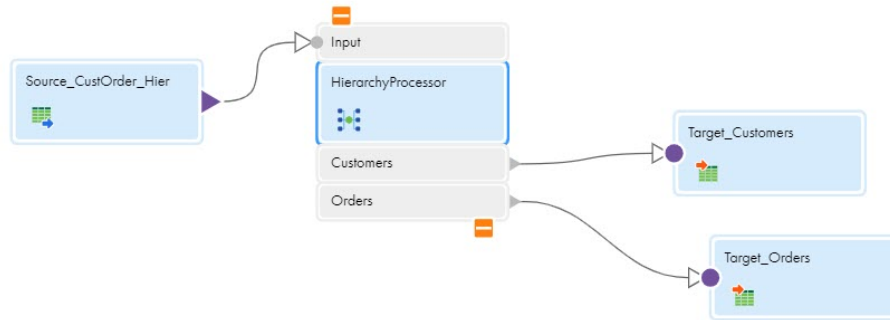 Input
Source_CustOrder_Hier
HierarchyProcessor
Target_Customers
Customers
Orders
Target_Orders